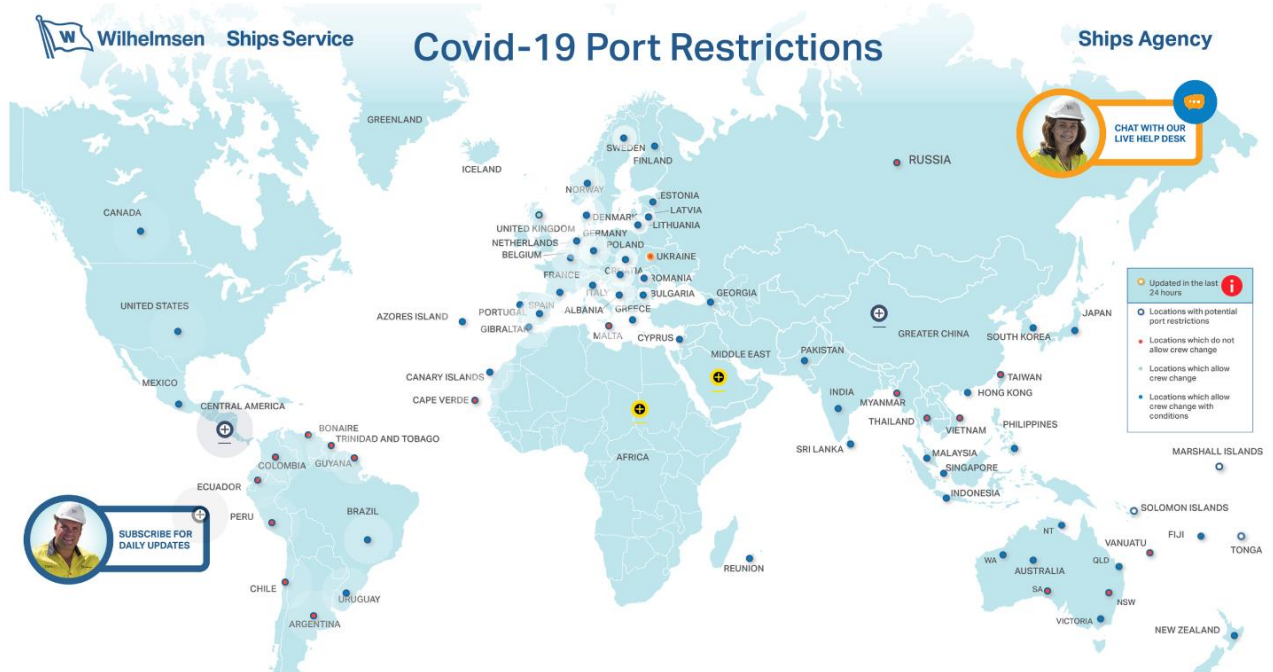 W Wilhelmsen Ships Service
Covid-19 Port Restrictions
Ships Agency
CHAT WITH OUR
LIVE HELP DESK
GREENLAND
ICELAND
SWEDEN
FINLAND
RUSSIA
NORWAY
ESTONIA
LATVIA
DENMARK
LITHUANIA
UNITED KINGDOM
GERMANY
NETHERLANDS
POLAND
BELGIUM
UKRAINE
CANADA
FRANCE
CROATIA
ROMANIA
ITALY
BULGARIA
GEORGIA
UNITED STATES
PORTUGAL
SPAIN
ALBANIA
GREECE
AZORES ISLAND
GIBRALTAR
MALTA
CYPRUS
MIDDLE EAST
PAKISTAN
GREATER CHINA
SOUTH KOREA
JAPAN
Updated in the last
24 hours
i
Locations with potential
port restrictions
Locations which do not
allow crew change
Locations which allow
crew change
Locations which allow
crew change with
conditions
MEXICO
CANARY ISLANDS
INDIA
TAIWAN
CENTRAL AMERICA
CAPE VERDE
MYANMAR
HONG KONG
BONAIRE
TRINIDAD AND TOBAGO
THAILAND
VIETNAM
PHILIPPINES
COLOMBIA
GUYANA
AFRICA
SRI LANKA
MALAYSIA
SINGAPORE
MARSHALL ISLANDS
ECUADOR
INDONESIA
PERU
BRAZIL
SOLOMON ISLANDS
SUBSCRIBE FOR
DAILY UPDATES
NT
VANUATU
FIJI
TONGA
REUNION
WA
AUSTRALIA
QLD
CHILE
URUGUAY
SA
NSW
ARGENTINA
VICTORIA
NEW ZEALAND